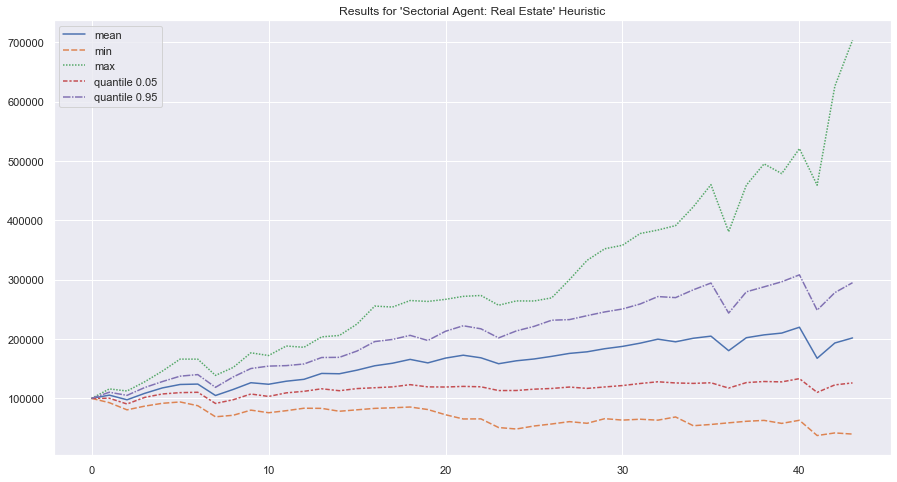 Results for 'Sectorial Agent: Real Estate' Heuristic
mean
min
max
quantile 0.05
quantile 0.95
700000
600000
500000
400000
300000
200000
100000
0
10
20
30
40